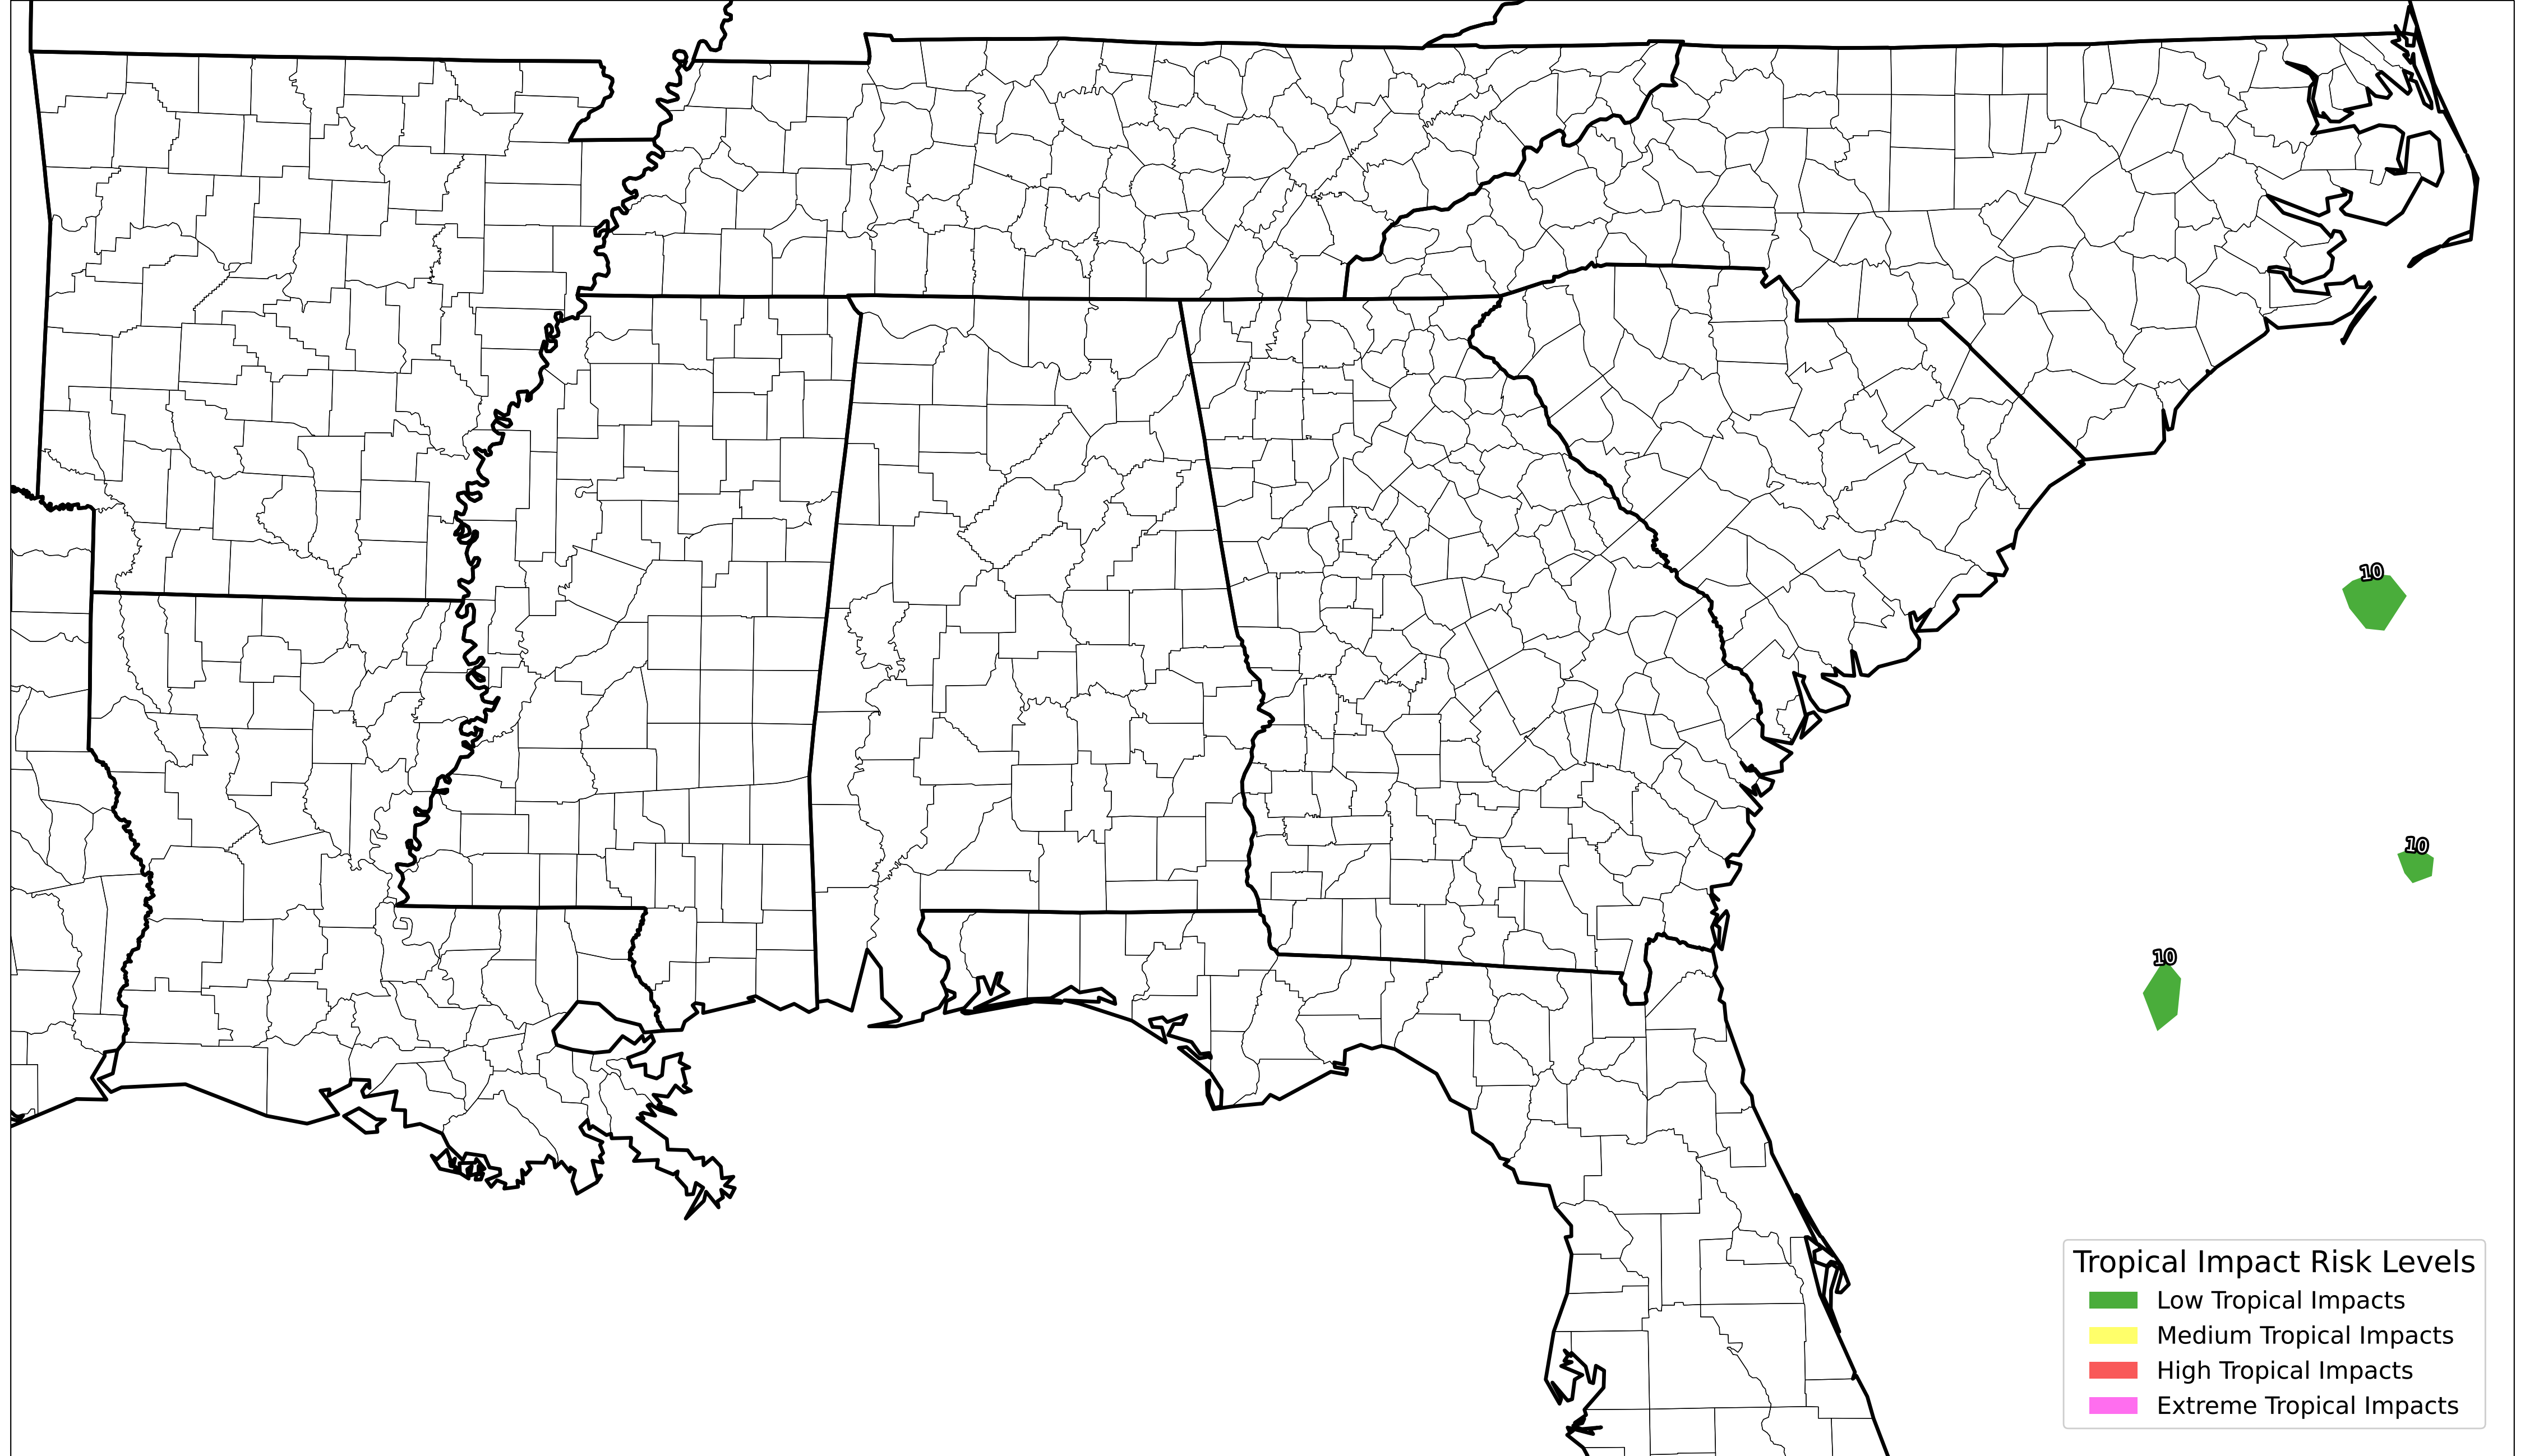 10
10
10
Tropical Impact Risk Levels
Low Tropical Impacts
Medium Tropical Impacts
High Tropical Impacts
Extreme Tropical Impacts